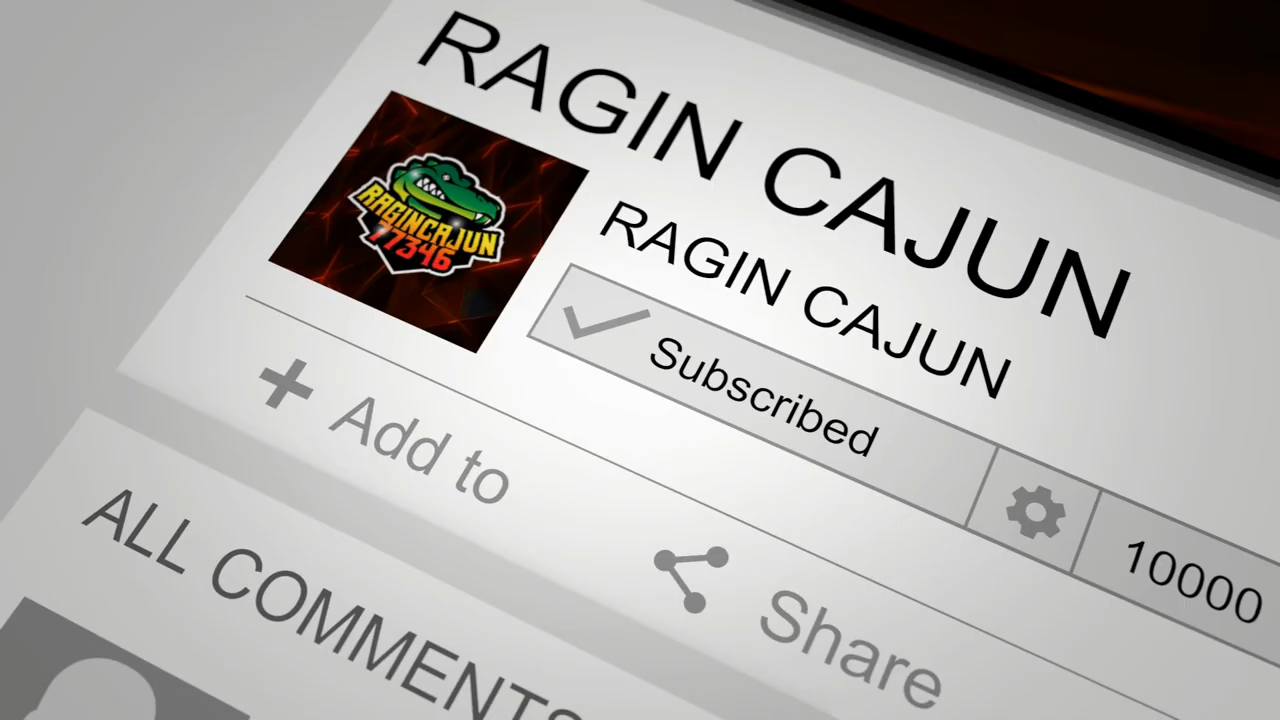 RAGIN CAJUN
RAGINCAJUN
77346
RAGIN CAJUN
Subscribed
10000
Add to
Share
ALL COMMENTS